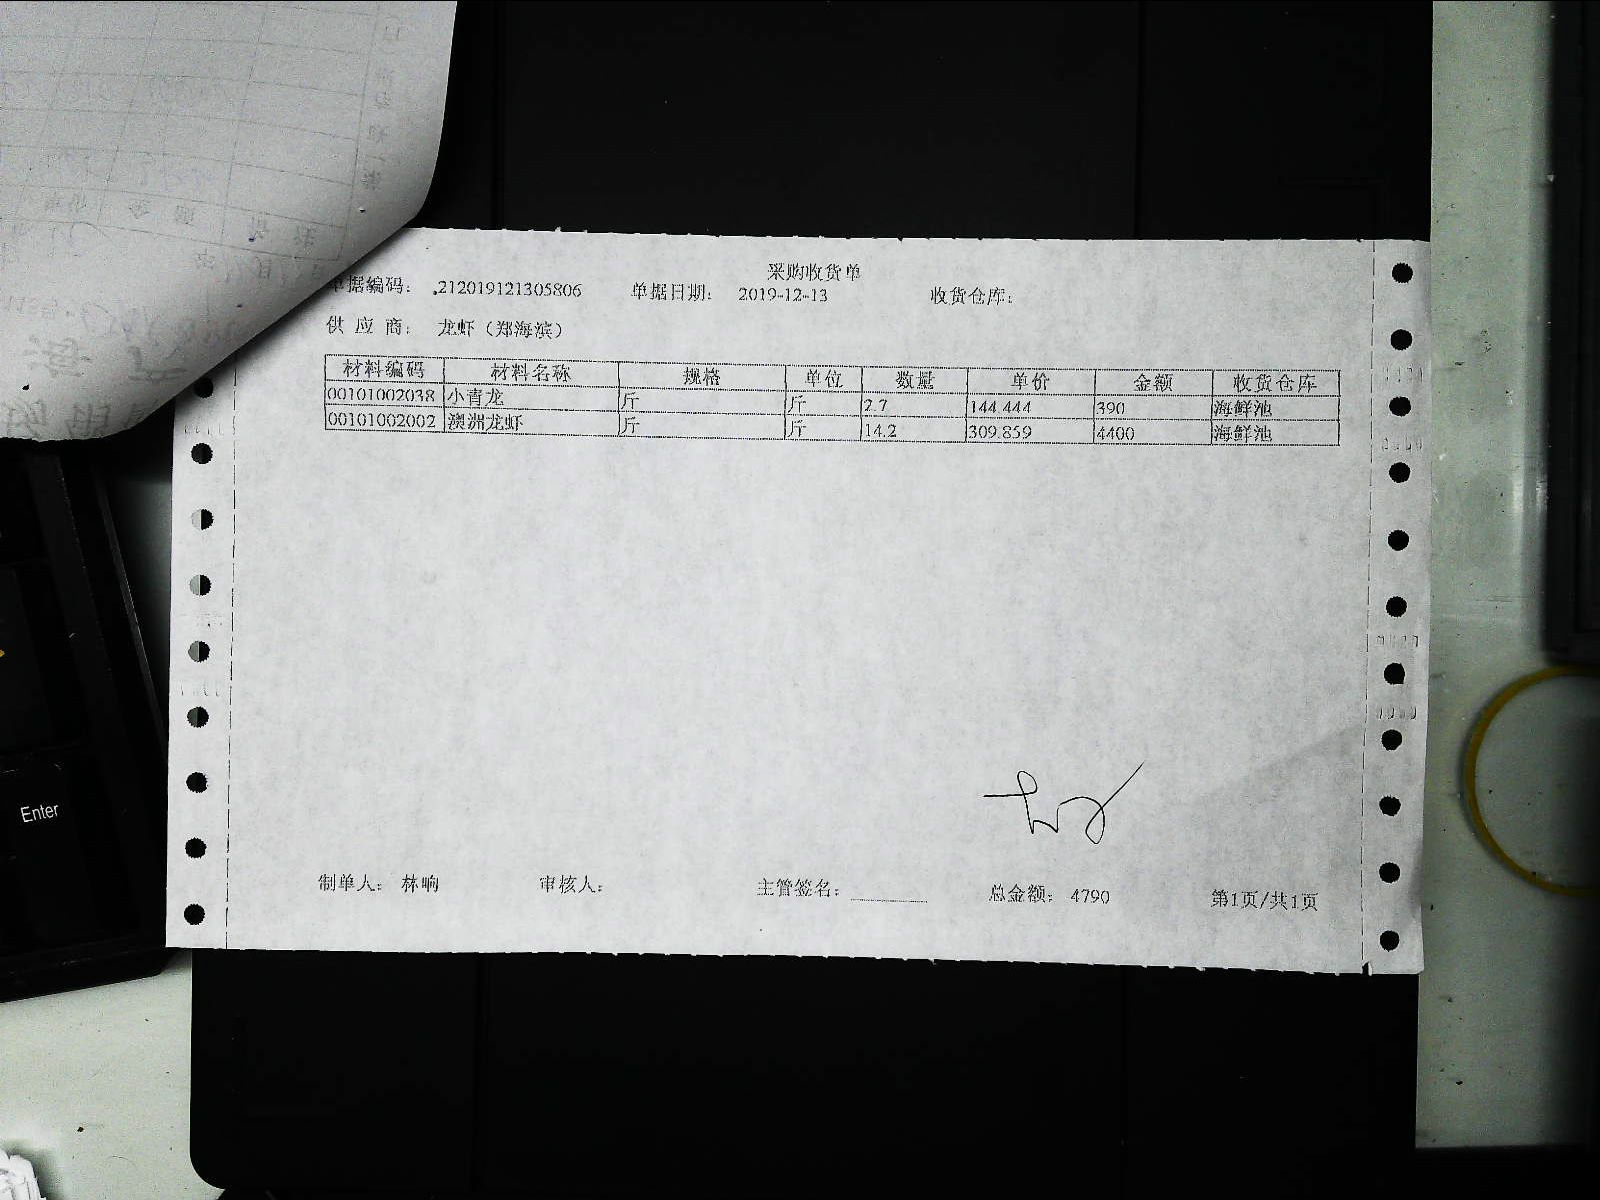 采购收货单
单据编码： .212019121305806 单据日期： 2019-12-13 收货仓库：
供 应 商： 龙虾（郑海滨）
材料编码 材料名称 规格 单位 数量 单价 金额 收货仓库
00101002038 小青龙 斤 斤 2.7 144.444 390 海鲜池
00101002002 澳洲龙虾 斤 斤 14.2 309.859 4400 海鲜池
制单人： 林响 审核人： 主管签名： 总金额： 4790 第1页/共1页
Enter